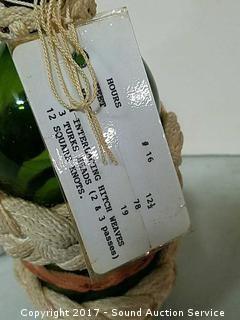 # 16 12½
HOURS 78
FEET 19
INTERLACING HITCH WEAVES
3 TURKS HEADS (2 & 3 passes)
12 SQUARE KNOTS.
Copyright 2017 - Sound Auction Service